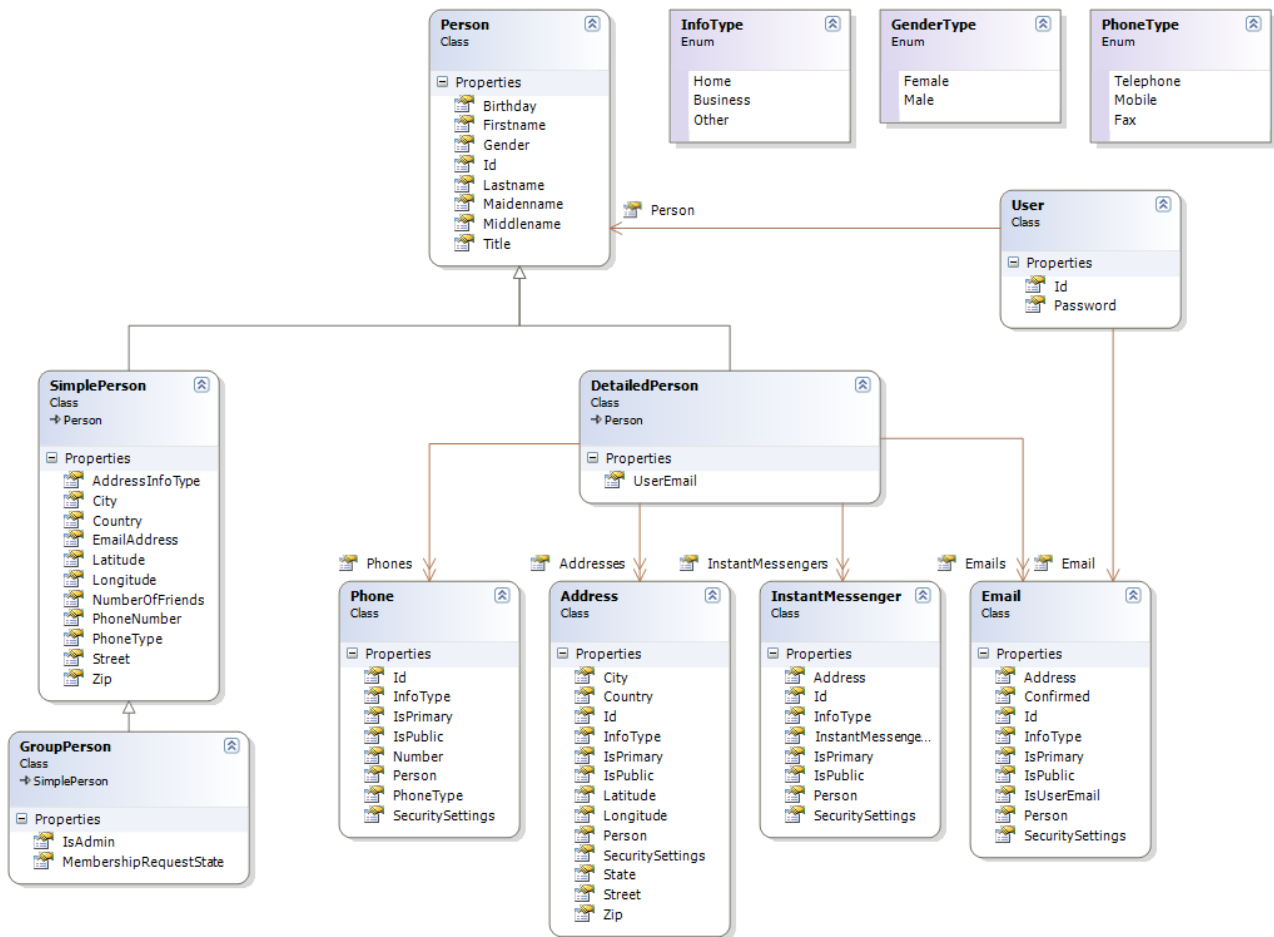 Person
Class
Properties
Birthday
Firstname
Gender
Id
Lastname
Maidenname
Middlename
Title
InfoType
Enum
Home
Business
Other
GenderType
Enum
Female
Male
PhoneType
Enum
Telephone
Mobile
Fax
Person
User
Class
Properties
Id
Password
SimplePerson
Class
Person
Properties
AddressInfoType
City
Country
EmailAddress
Latitude
Longitude
NumberOfFriends
PhoneNumber
PhoneType
Street
Zip
DetailedPerson
Class
Person
Properties
UserEmail
Phones
Addresses
InstantMessengers
Emails
Email
GroupPerson
Class
SimplePerson
Properties
IsAdmin
MembershipRequestState
Phone
Class
Properties
Id
InfoType
IsPrimary
IsPublic
Number
Person
PhoneType
SecuritySettings
Address
Class
Properties
City
Country
Id
InfoType
IsPrimary
IsPublic
Latitude
Longitude
Person
SecuritySettings
State
Street
Zip
InstantMessenger
Class
Properties
Address
Id
InfoType
InstantMessenge...
IsPrimary
IsPublic
Person
SecuritySettings
Email
Class
Properties
Address
Confirmed
Id
InfoType
IsPrimary
IsPublic
IsUserEmail
Person
SecuritySettings